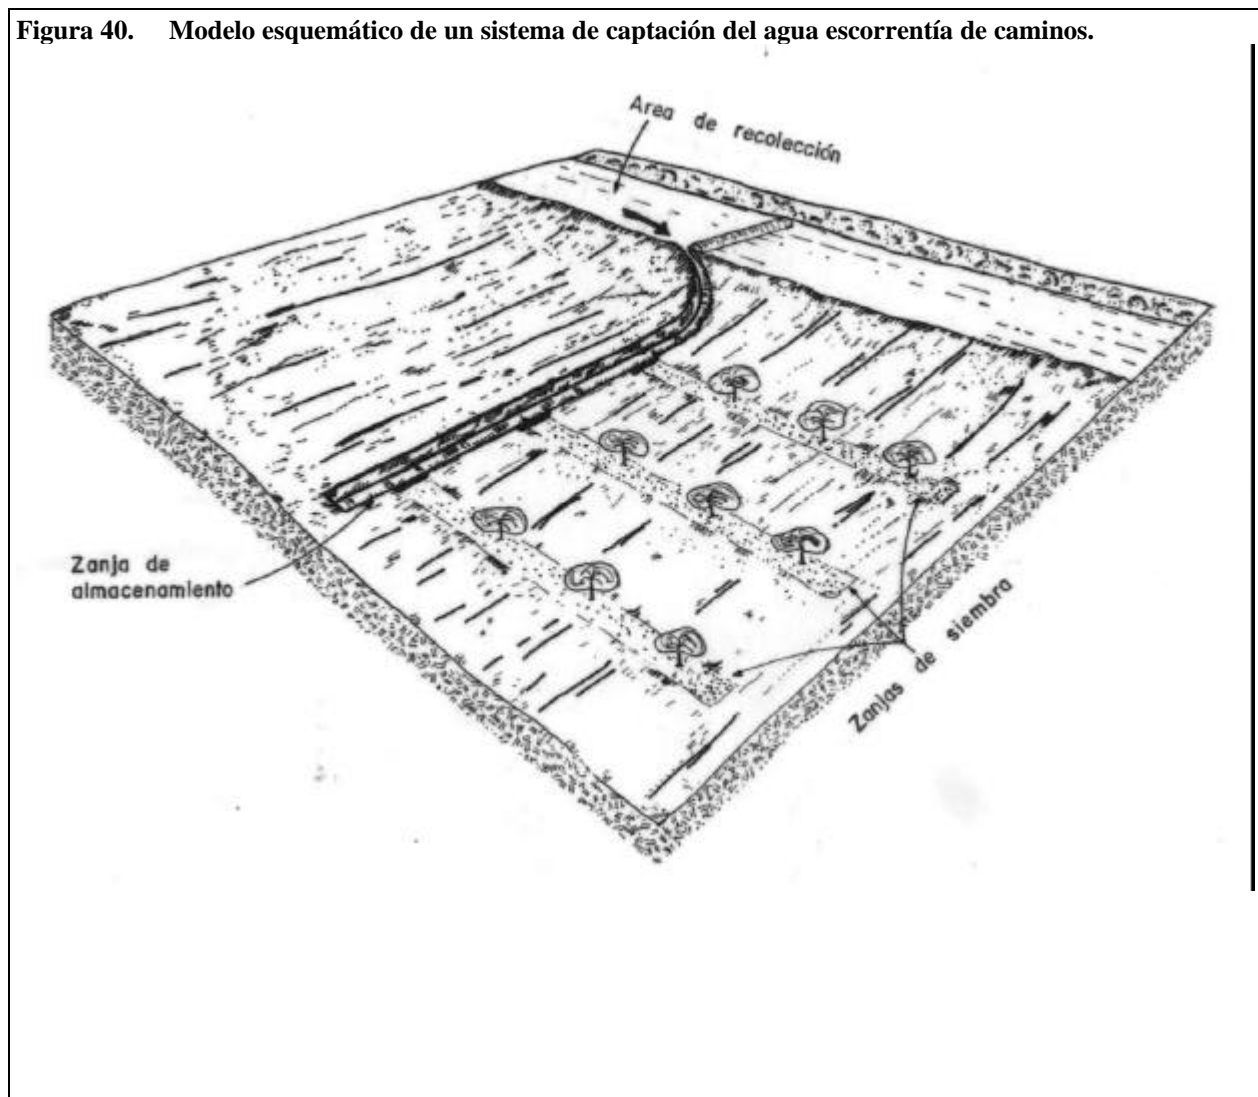 Figura 40. Modelo esquemático de un sistema de captación del agua escorrentía de caminos.
Area de recolección
Zanja de
almacenamiento
Zanjas de siembra